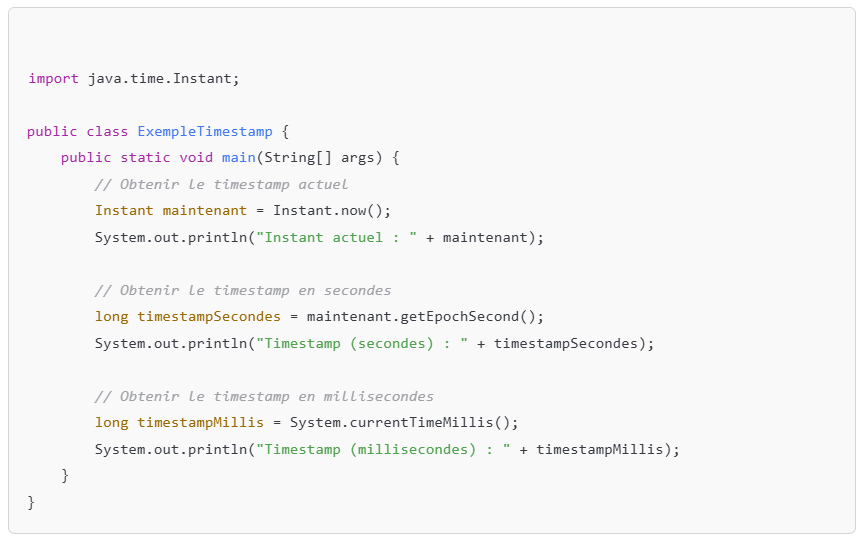 import java.time.Instant;
public class ExempleTimestamp {
public static void main(String[] args) {
// Obtenir le timestamp actuel
Instant maintenant = Instant.now();
System.out.println("Instant actuel : " + maintenant);
// Obtenir le timestamp en secondes
long timestampSecondes = maintenant.getEpochSecond();
System.out.println("Timestamp (secondes) : " + timestampSecondes);
// Obtenir le timestamp en millisecondes
long timestampMillis = System.currentTimeMillis();
System.out.println("Timestamp (millisecondes) : " + timestampMillis);
}
}